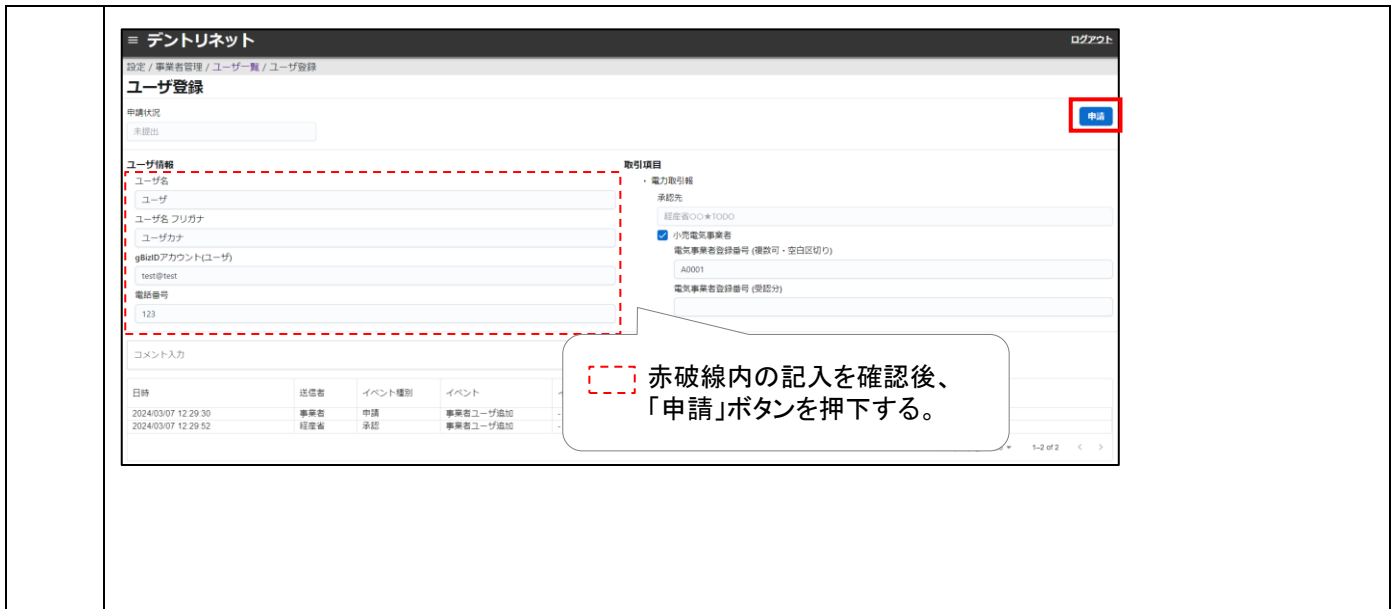 ≡ デントリネット
ログアウト
設定 / 事業者管理 / ユーザ一覧 / ユーザ登録
ユーザ登録
申請状況
未提出
申請
ユーザ情報
ユーザ名
ユーザ
ユーザ名 フリガナ
ユーザカナ
gBizIDアカウント(ユーザ)
test@test
電話番号
123
取引項目
・電力取引報
承認先
経産省○○★TODO
小売電気事業者
電気事業者登録番号 (複数可・空白区切り)
A0001
電気事業者登録番号 (受認分)
コメント入力
赤破線内の記入を確認後、
「申請」ボタンを押下する。
日時 送信者 イベント種別 イベント
2024/03/07 12:29:30 事業者 申請 事業者ユーザ追加 -
2024/03/07 12:29:52 経産省 承認 事業者ユーザ追加 -
1–2 of 2 < >